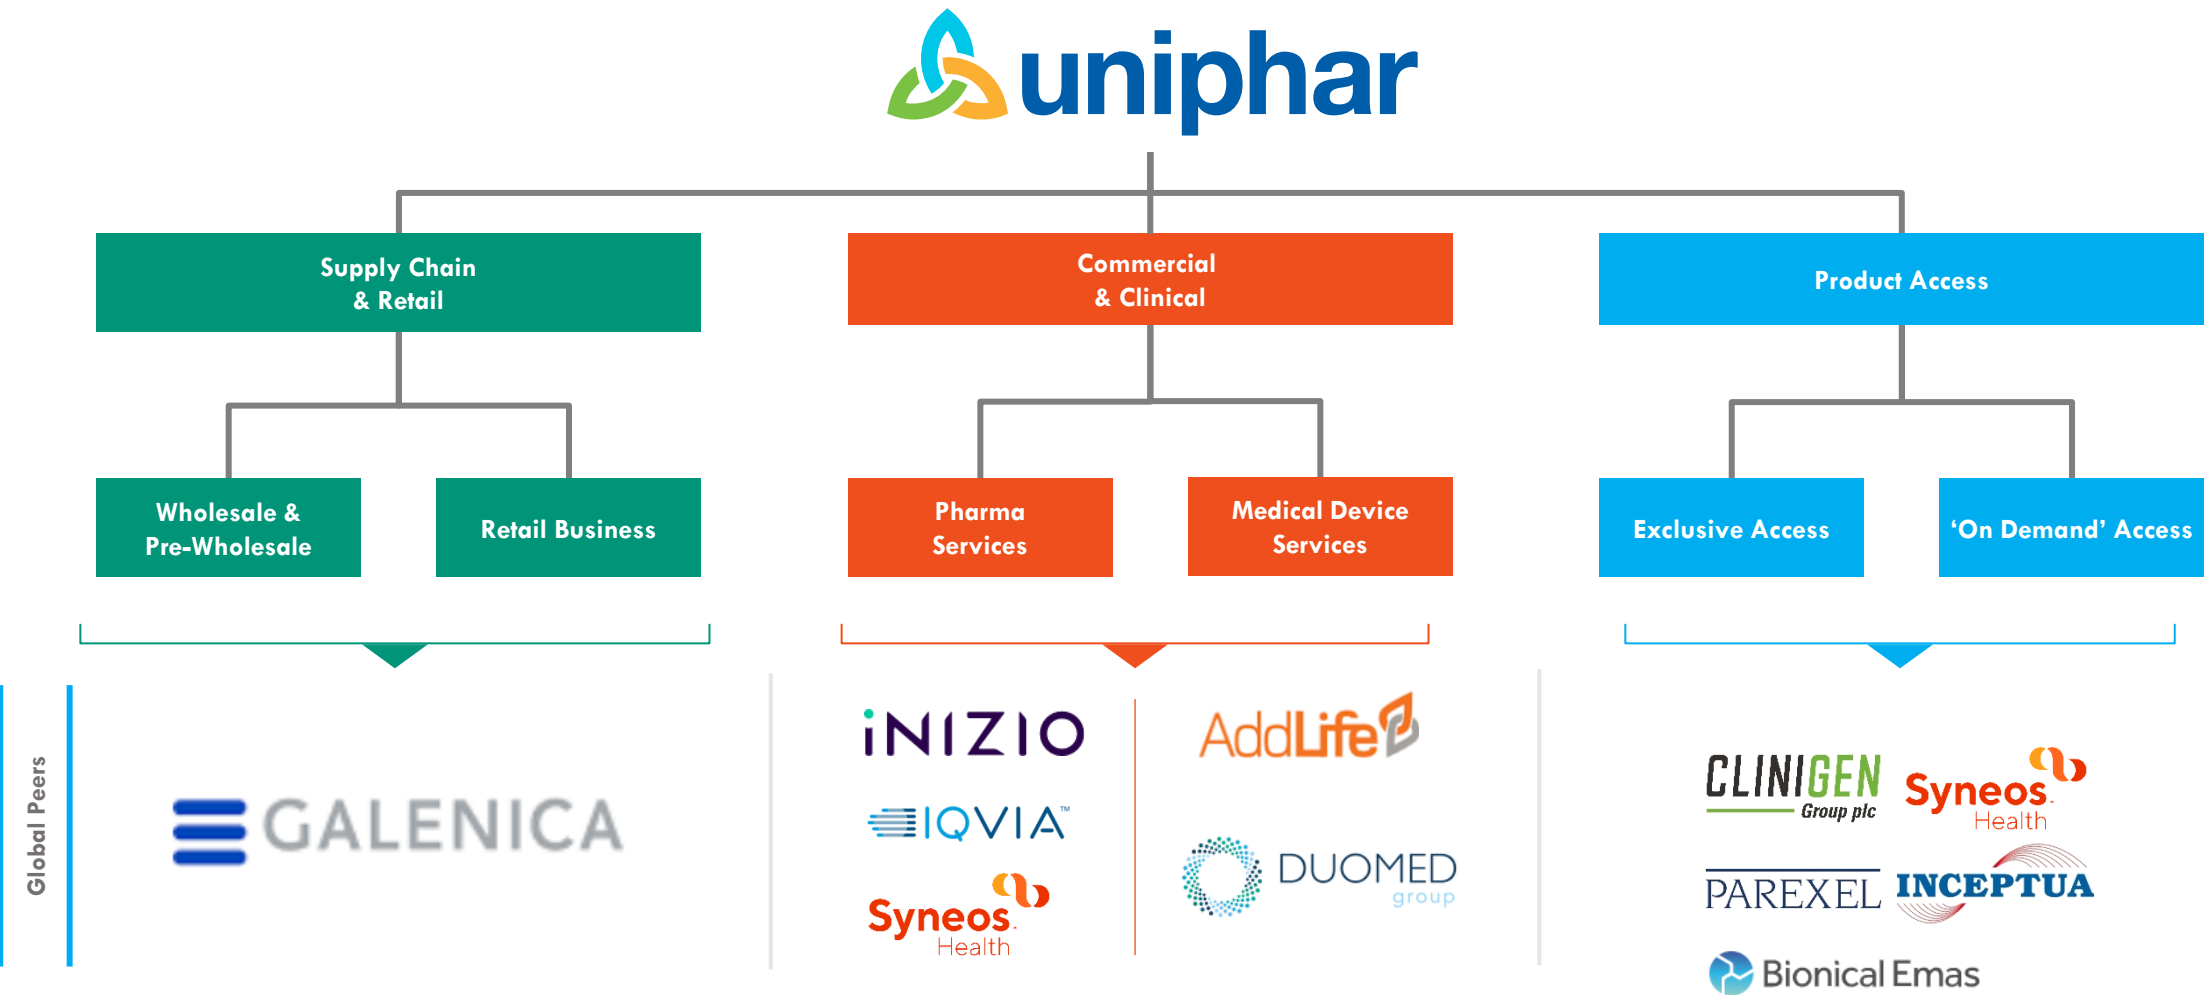 uniphar
Supply Chain
& Retail
Commercial
& Clinical
Product Access
Wholesale &
Pre-Wholesale
Retail Business
Pharma
Services
Medical Device
Services
Exclusive Access
‘On Demand’ Access
Global Peers
GALENICA
iNIZIO
IQVIA™
Syneos
Health
AddLife
DUOMED
group
CLINIGEN
Group plc
Syneos
Health
PAREXEL
INCEPTUA
Bionical Emas